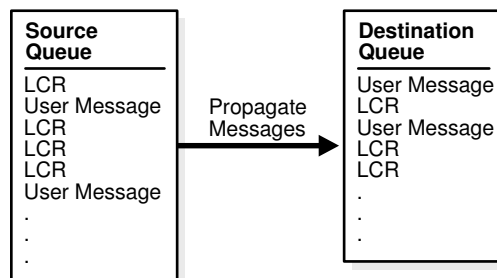 Source
Queue
LCR
User Message
LCR
LCR
LCR
User Message
.
.
.
Propagate
Messages
Destination
Queue
User Message
LCR
User Message
LCR
LCR
.
.
.